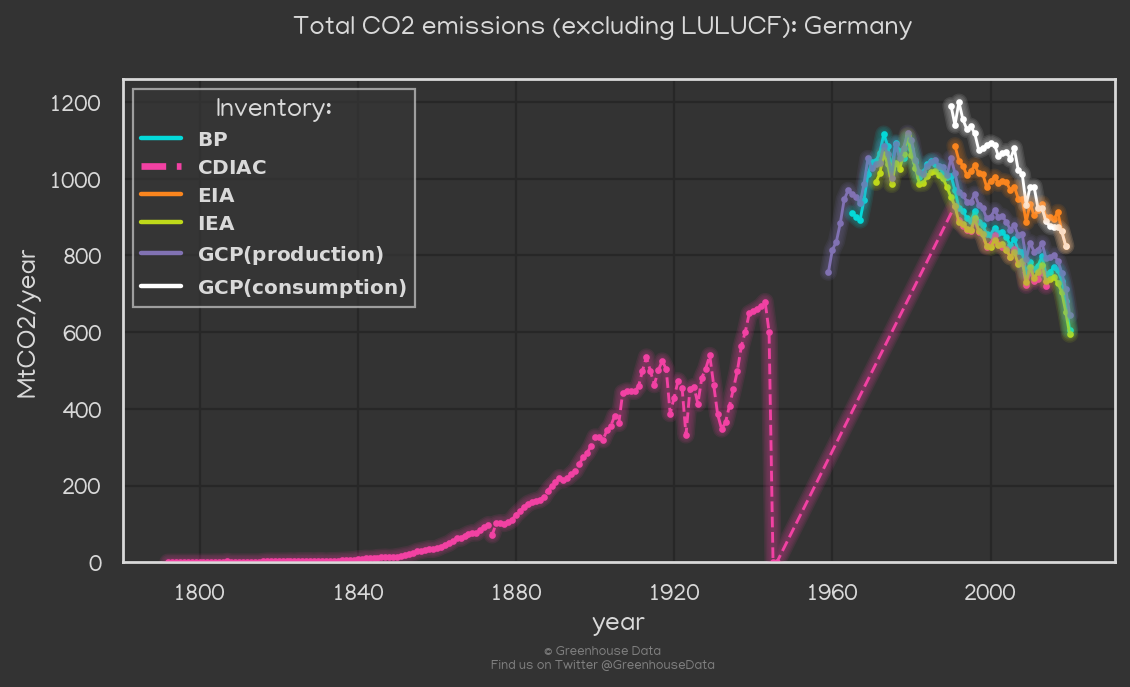 Total CO2 emissions (excluding LULUCF): Germany
Inventory:
BP
CDIAC
EIA
IEA
GCP(production)
GCP(consumption)
MtCO2/year
1200
1000
800
600
400
200
0
1800 1840 1880 1920 1960 2000
year
© Greenhouse Data
Find us on Twitter @GreenhouseData